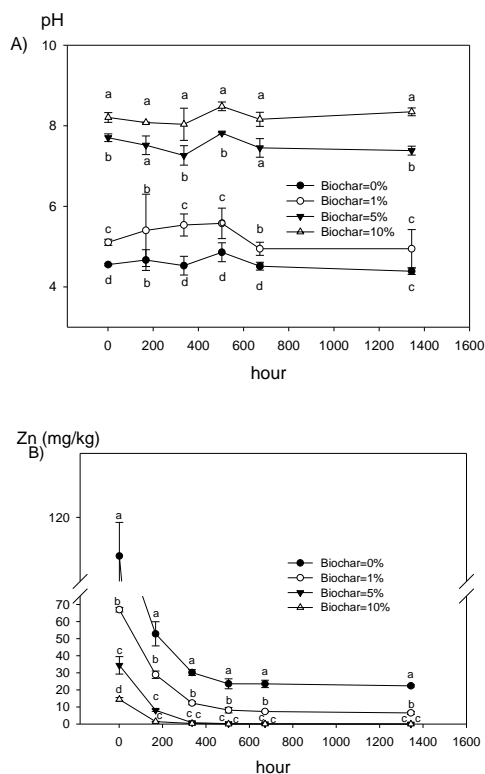 pH
A)
10
a
a
a
a
a
a
8
b
a
b
b
a
b
Biochar=0%
Biochar=1%
Biochar=5%
Biochar=10%
b
c
c
c
6
c
b
c
4
d
b
d
d
d
c
0 200 400 600 800 1000 1200 1400 1600
hour
Zn (mg/kg)
B)
120
a
Biochar=0%
Biochar=1%
Biochar=5%
Biochar=10%
70
60
50
40
30
20
10
0
b
a
c
b
a
a
a
a
d
c
b
b
b
b
c c
c c
c c
c c
0 200 400 600 800 1000 1200 1400 1600
hour